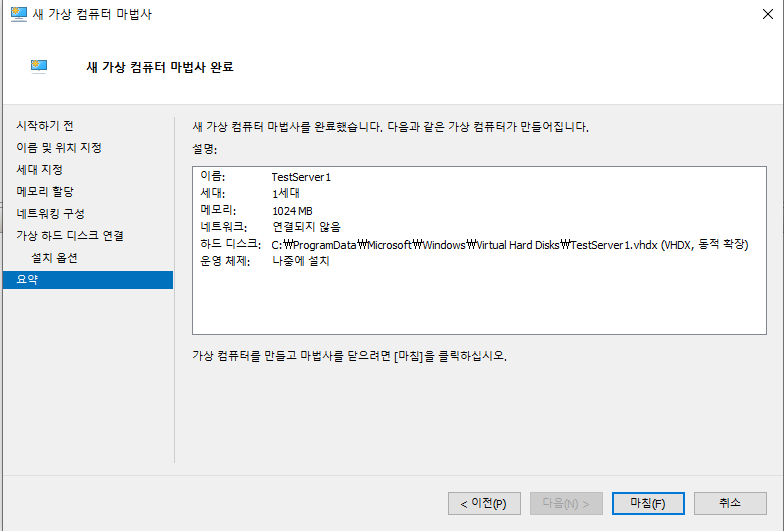 새 가상 컴퓨터 마법사
새 가상 컴퓨터 마법사 완료
시작하기 전
이름 및 위치 지정
세대 지정
메모리 할당
네트워킹 구성
가상 하드 디스크 연결
설치 옵션
요약
새 가상 컴퓨터 마법사를 완료했습니다. 다음과 같은 가상 컴퓨터가 만들어집니다.
설명:
이름: TestServer1
세대: 1세대
메모리: 1024 MB
네트워크: 연결되지 않음
하드 디스크: C:₩ProgramData₩Microsoft₩Windows₩Virtual Hard Disks₩TestServer1.vhdx (VHDX, 동적 확장)
운영 체제: 나중에 설치
가상 컴퓨터를 만들고 마법사를 닫으려면 [마침]을 클릭하십시오.
< 이전(P) 다음(N) > 마침(F) 취소